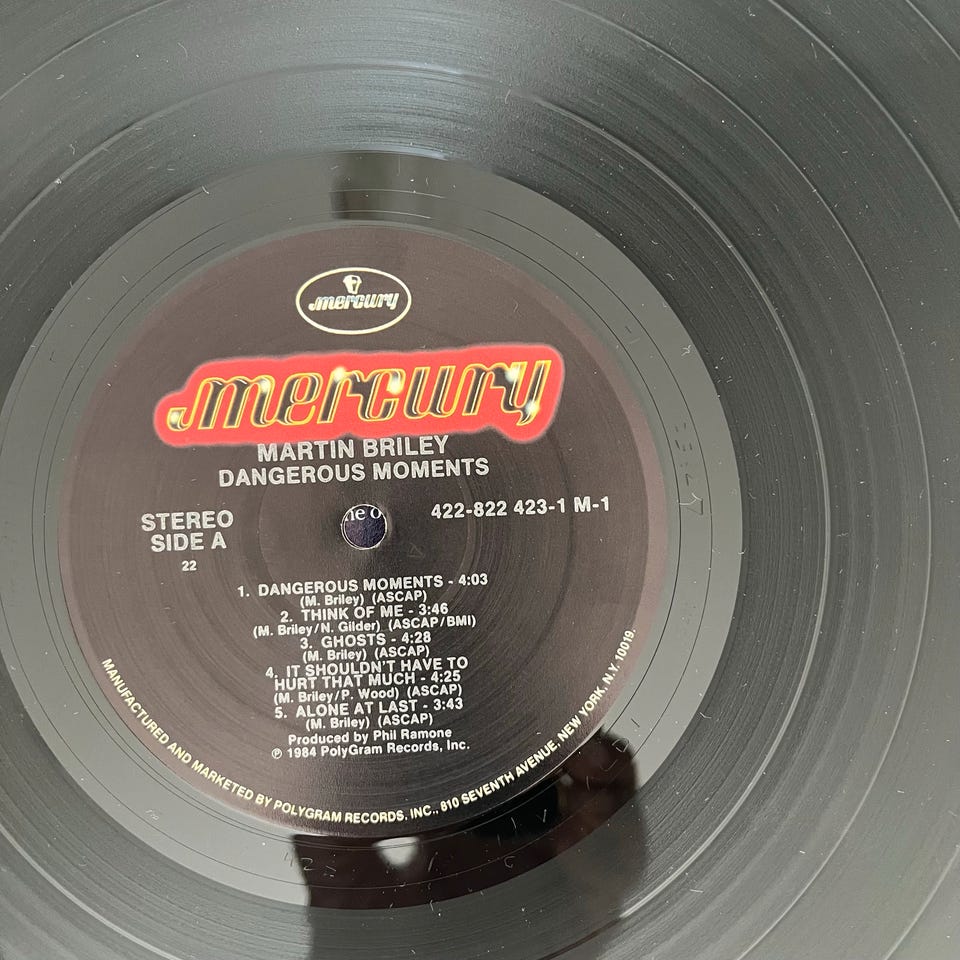 mercury
mercury
MARTIN BRILEY
DANGEROUS MOMENTS
STEREO
SIDE A
22
422-822 423-1 M-1
1. DANGEROUS MOMENTS - 4:03
(M. Briley) (ASCAP)
2. THINK OF ME - 3:46
(M. Briley/N. Gilder) (ASCAP/BMI)
3. GHOSTS - 4:28
(M. Briley) (ASCAP)
4. IT SHOULDN'T HAVE TO
HURT THAT MUCH - 4:25
(M. Briley/P. Wood) (ASCAP)
5. ALONE AT LAST - 3:43
(M. Briley) (ASCAP)
Produced by Phil Ramone
℗ 1984 PolyGram Records, Inc.
MANUFACTURED AND MARKETED BY POLYGRAM RECORDS, INC., 810 SEVENTH AVENUE, NEW YORK, N.Y. 10019.